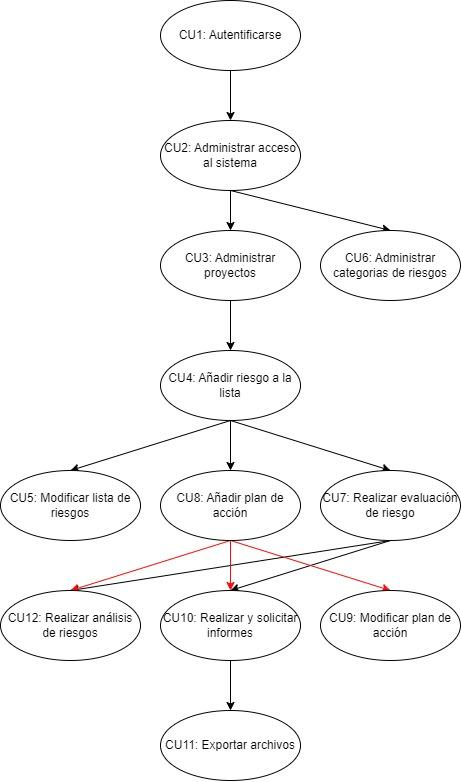 CU1: Autentificarse
CU2: Administrar acceso
al sistema
CU3: Administrar
proyectos
CU6: Administrar
categorias de riesgos
CU4: Añadir riesgo a la
lista
CU5: Modificar lista de
riesgos
CU8: Añadir plan de
acción
CU7: Realizar evaluación
de riesgo
CU12: Realizar análisis
de riesgos
CU10: Realizar y solicitar
informes
CU9: Modificar plan de
acción
CU11: Exportar archivos